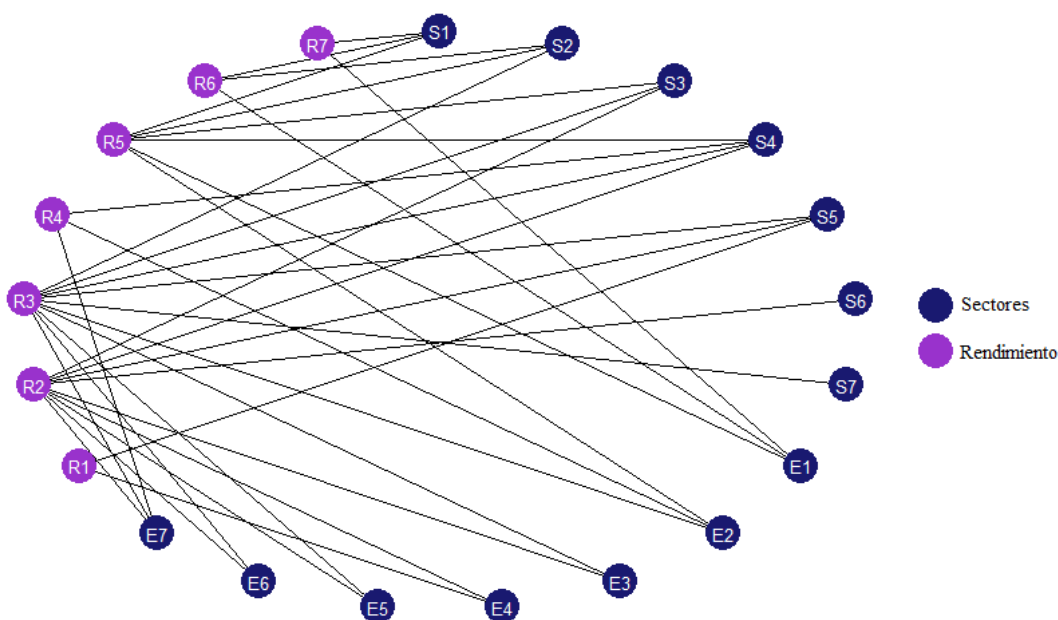 S1
R7
S2
R6
S3
R5
S4
R4
S5
R3
S6
Sectores
Rendimiento
R2
S7
R1
E1
E7
E2
E6
E3
E5
E4